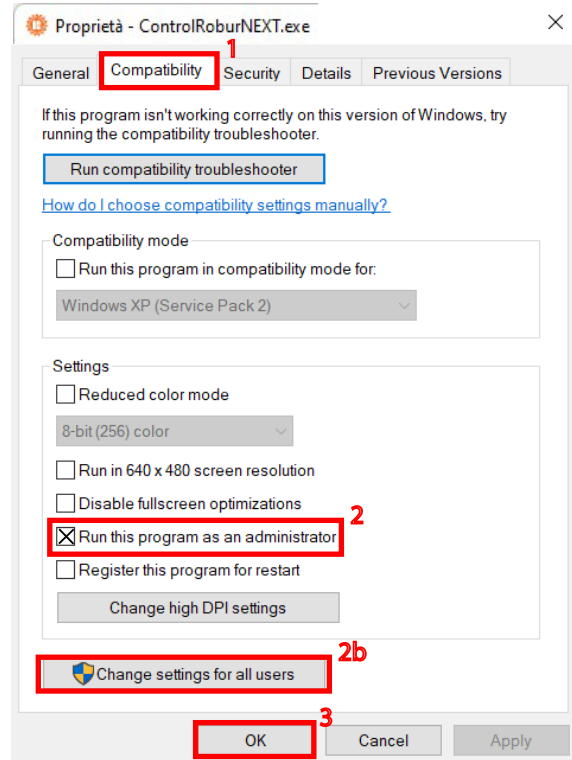 Proprietà - ControlRoburNEXT.exe
1
General Compatibility Security Details Previous Versions
If this program isn't working correctly on this version of Windows, try
running the compatibility troubleshooter.
Run compatibility troubleshooter
How do I choose compatibility settings manually?
Compatibility mode
Run this program in compatibility mode for:
Windows XP (Service Pack 2)
Settings
Reduced color mode
8-bit (256) color
Run in 640 x 480 screen resolution
Disable fullscreen optimizations
2
Run this program as an administrator
Register this program for restart
Change high DPI settings
2b
Change settings for all users
3
OK Cancel Apply